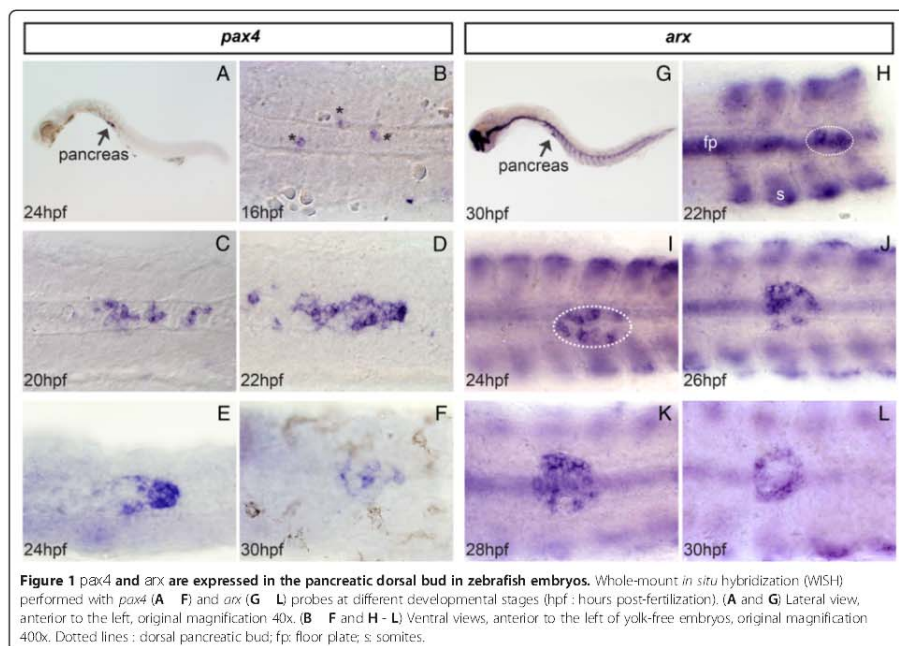 pax4
arx
A
pancreas
24hpf
B
*
*
*
16hpf
G
pancreas
30hpf
H
fp
s
22hpf
C
20hpf
D
22hpf
I
24hpf
J
26hpf
E
24hpf
F
30hpf
K
28hpf
L
30hpf
Figure 1 pax4 and arx are expressed in the pancreatic dorsal bud in zebrafish embryos. Whole-mount in situ hybridization (WISH)
performed with pax4 (A F) and arx (G L) probes at different developmental stages (hpf : hours post-fertilization). (A and G) Lateral view,
anterior to the left, original magnification 40x. (B F and H - L) Ventral views, anterior to the left of yolk-free embryos, original magnification
400x. Dotted lines : dorsal pancreatic bud; fp: floor plate; s: somites.